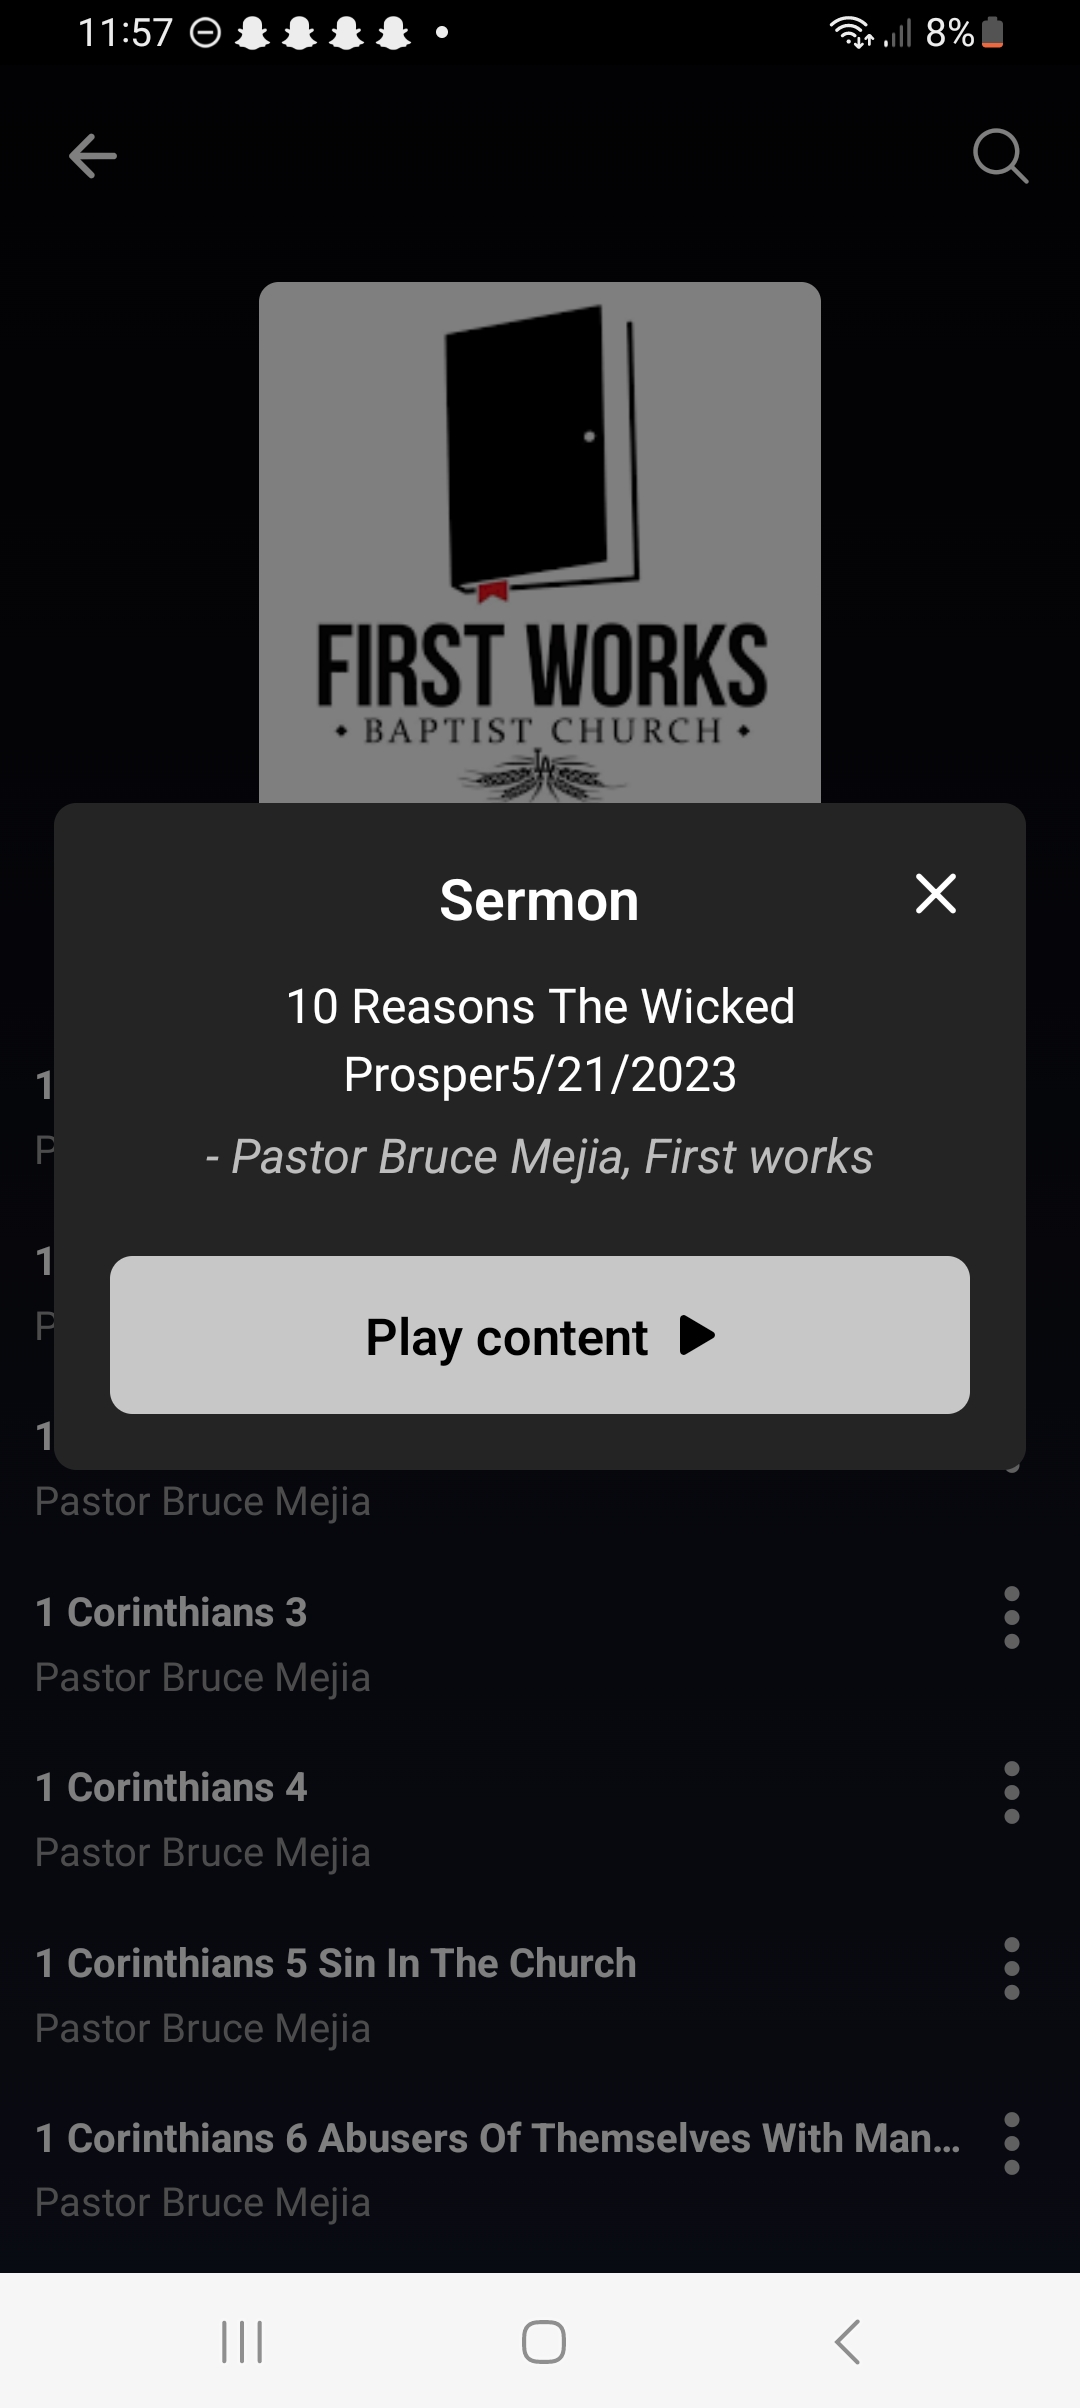 11:57
8%
FIRST WORKS
• BAPTIST CHURCH •
LA
Sermon
10 Reasons The Wicked
Prosper5/21/2023
- Pastor Bruce Mejia, First works
Play content
1
P
1
P
1
Pastor Bruce Mejia
1 Corinthians 3
Pastor Bruce Mejia
1 Corinthians 4
Pastor Bruce Mejia
1 Corinthians 5 Sin In The Church
Pastor Bruce Mejia
1 Corinthians 6 Abusers Of Themselves With Man...
Pastor Bruce Mejia